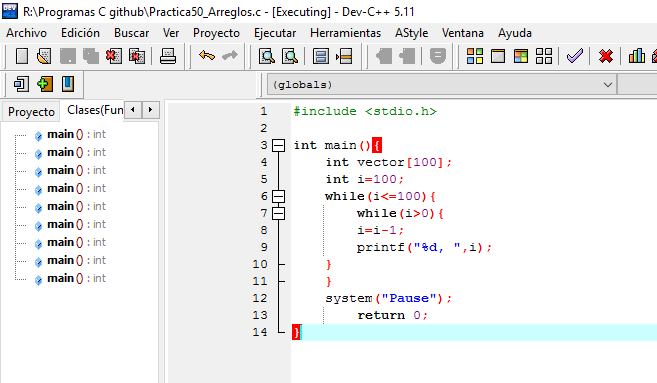 R:\Programas C github\Practica50_Arreglos.c - [Executing] - Dev-C++ 5.11
Archivo Edición Buscar Ver Proyecto Ejecutar Herramientas AStyle Ventana Ayuda
(globals)
Proyecto Clases(Fun
main () : int
main () : int
main () : int
main () : int
main () : int
main () : int
main () : int
main () : int
main () : int
1 #include <stdio.h>
2
3 int main(){
4 int vector[100];
5 int i=100;
6 while(i<=100){
7 while(i>0){
8 i=i-1;
9 printf("%d, ",i);
10 }
11 }
12 system("Pause");
13 return 0;
14 }